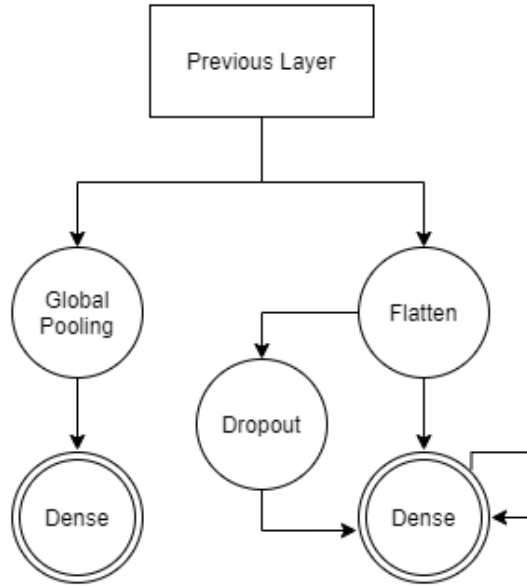 Previous Layer
Global
Pooling
Flatten
Dropout
Dense
Dense